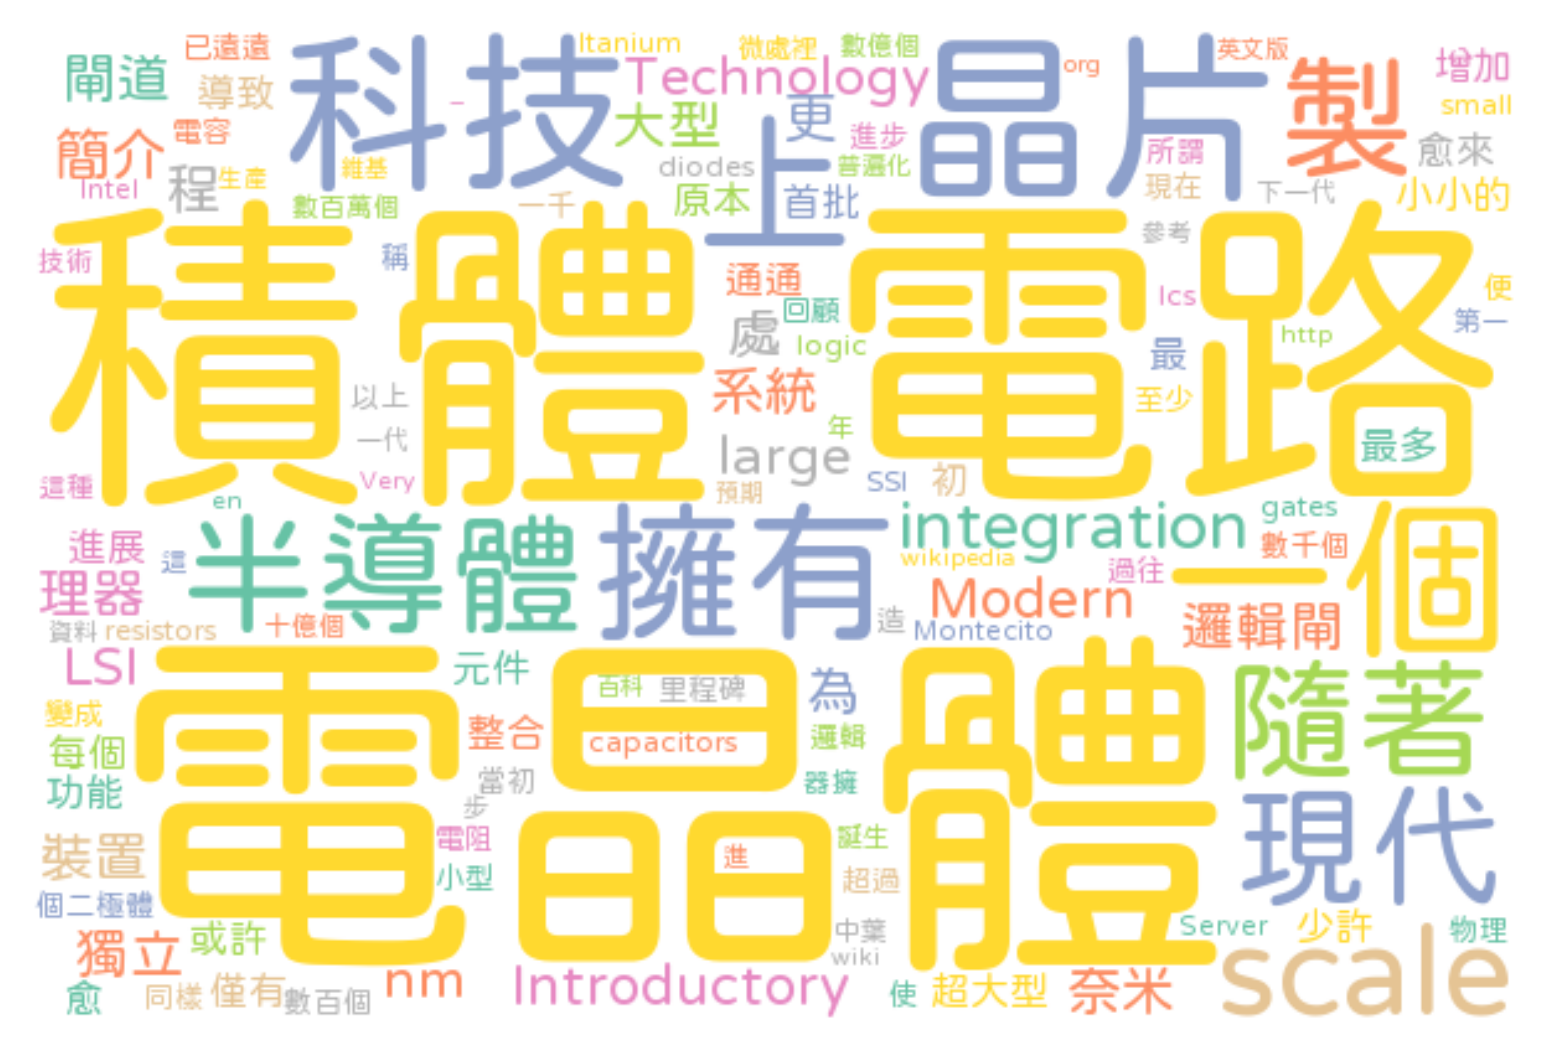 已遠遠
科技
Itanium
微處裡
數億個
晶片
org
英文版
製
增加
閘道
導致
Technology
small
電容
大型
更
進步
簡介
diodes
普遍化
所謂
愈來
Intel
程
生產
維基
原本
上
首批
現在
下一代
小小的
數百萬個
一千
積體
電路
技術
稱
參考
通通
lcs
便
回顧
處
logic
第一
http
最
以上
系統
至少
一代
年
最多
large
這種
Very
預期
SSI
初
en
半導體
擁有
integration
gates
一個
進展
這
wikipedia
過往
數千個
理器
Modern
邏輯閘
資料
resistors
十億個
造
Montecito
LSI
電晶體
元件
百科
里程碑
為
隨著
變成
每個
整合
capacitors
邏輯
功能
當初
器擁
現代
步
裝置
電阻
進
誕生
小型
超過
個二極體
獨立
或許
中葉
Server
少許
物理
wiki
愈
同樣
僅有
數百個
nm
Introductory
使
超大型
奈米
scale